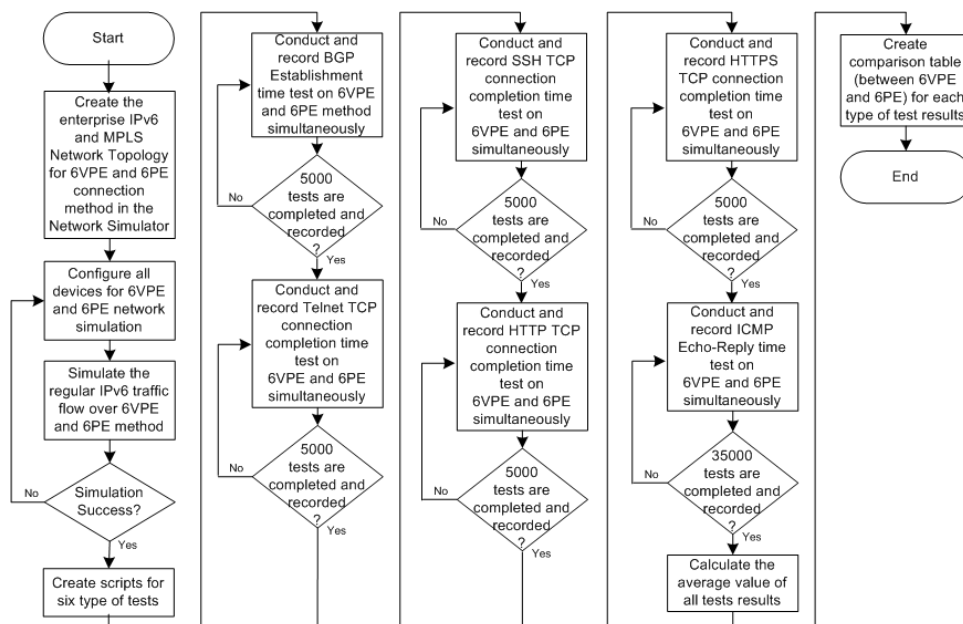 Start
Create the
enterprise IPv6
and MPLS
Network Topology
for 6VPE and 6PE
connection
method in the
Network Simulator
Configure all
devices for 6VPE
and 6PE network
simulation
Simulate the
regular IPv6 traffic
flow over 6VPE
and 6PE method
Simulation
Success?
No
Yes
Create scripts for
six type of tests
Conduct and
record BGP
Establishment
time test on 6VPE
and 6PE method
simultaneously
5000
tests are
completed and
recorded
?
No
Yes
Conduct and
record Telnet TCP
connection
completion time
test on
6VPE and 6PE
simultaneously
5000
tests are
completed and
recorded
?
No
Yes
Conduct and
record SSH TCP
connection
completion time
test on
6VPE and 6PE
simultaneously
5000
tests are
completed and
recorded
?
No
Yes
Conduct and
record HTTP TCP
connection
completion time
test on
6VPE and 6PE
simultaneously
5000
tests are
completed and
recorded
?
No
Yes
Conduct and
record HTTPS
TCP connection
completion time
test on
6VPE and 6PE
simultaneously
5000
tests are
completed and
recorded
?
No
Yes
Conduct and
record ICMP
Echo-Reply time
test on
6VPE and 6PE
simultaneously
35000
tests are
completed and
recorded
?
No
Yes
Calculate the
average value of
all tests results
Create
comparison table
(between 6VPE
and 6PE) for each
type of test results
End